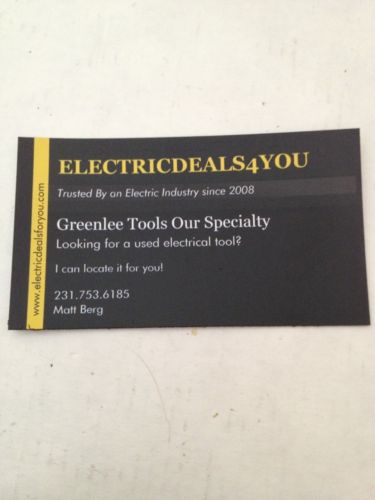 ELECTRICDEALS4YOU
Trusted By an Electric Industry since 2008
Greenlee Tools Our Specialty
Looking for a used electrical tool?
I can locate it for you!
231.753.6185
Matt Berg
www.electricdealsforyou.com